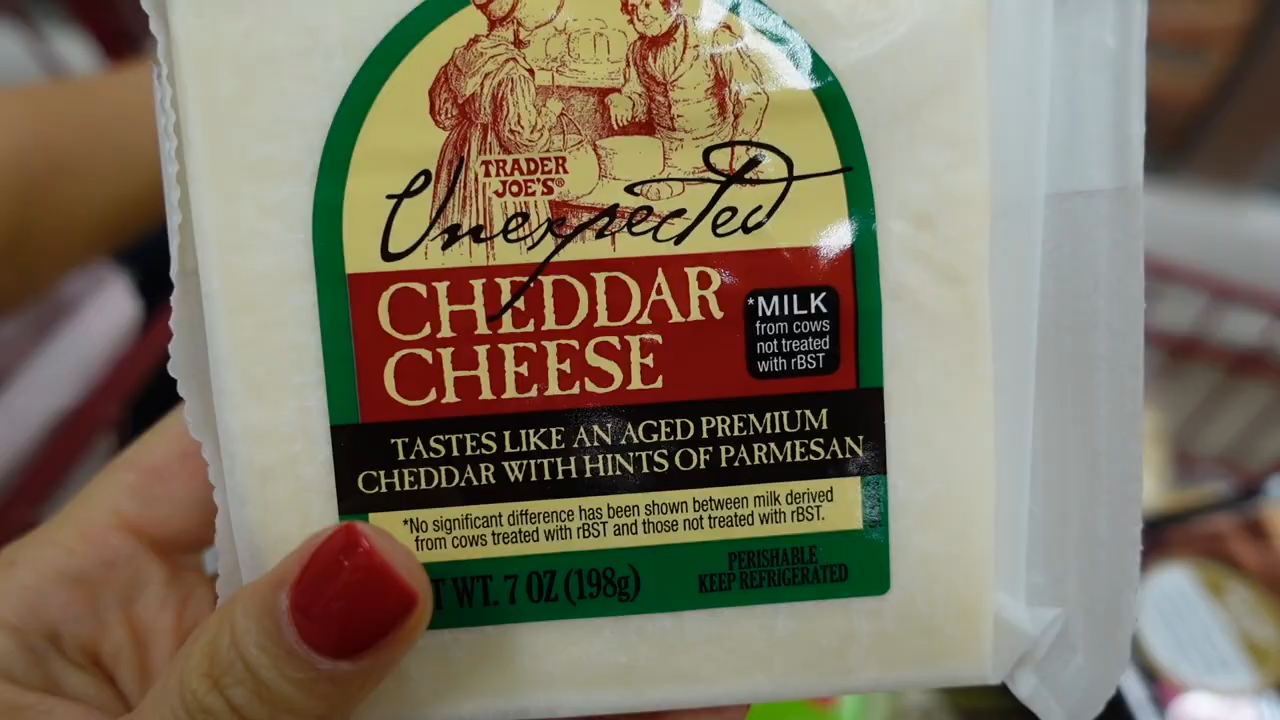 TRADER
JOE'S®
Unexpected
CHEDDAR
CHEESE
*MILK
from cows
not treated
with rBST
TASTES LIKE AN AGED PREMIUM
CHEDDAR WITH HINTS OF PARMESAN
*No significant difference has been shown between milk derived
from cows treated with rBST and those not treated with rBST.
WT. 7 OZ (198g)
PERISHABLE
KEEP REFRIGERATED